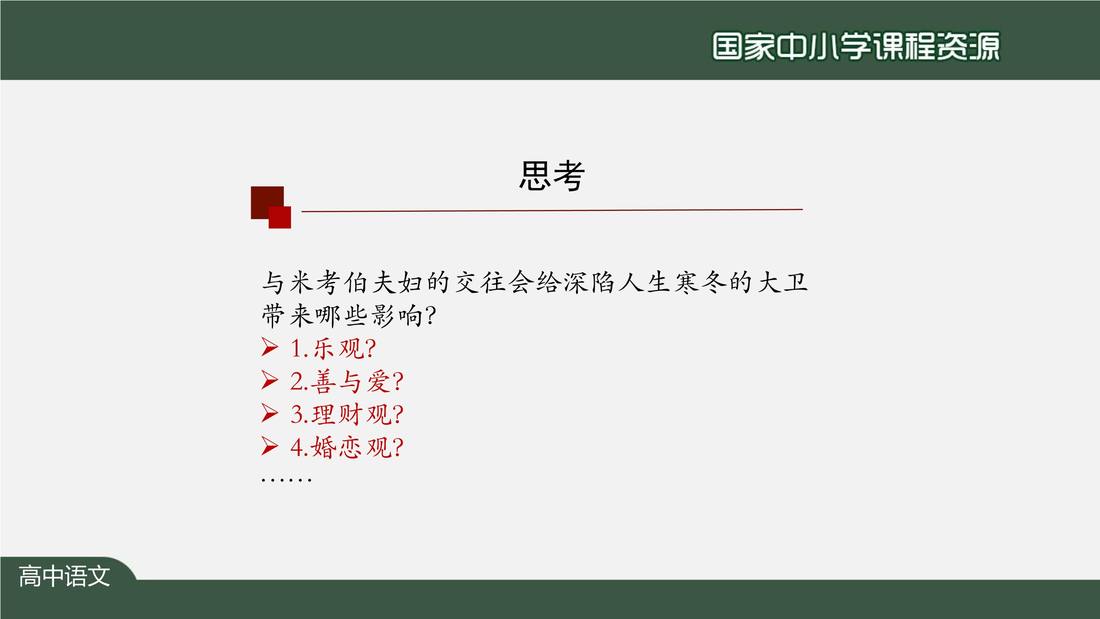 国家中小学课程资源
思考
与米考伯夫妇的交往会给深陷人生寒冬的大卫
带来哪些影响?
➢ 1.乐观?
➢ 2.善与爱?
➢ 3.理财观?
➢ 4.婚恋观?
……
高中语文